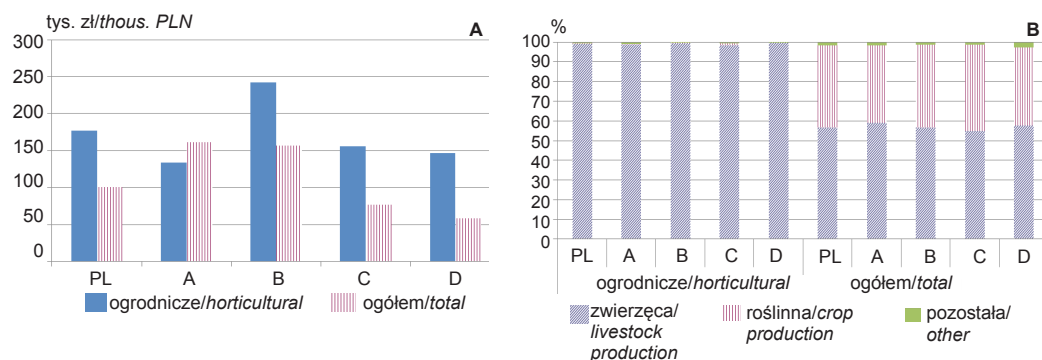 tys. zł/thous. PLN
A
300
250
200
150
100
50
0
PL A B C D
ogrodnicze/horticultural ogółem/total
% B
100
90
80
70
60
50
40
30
20
10
0
PL A B C D PL A B C D
ogrodnicze/horticultural ogółem/total
zwierzęca/
livestock
production
roślinna/crop
production
pozostała/
other